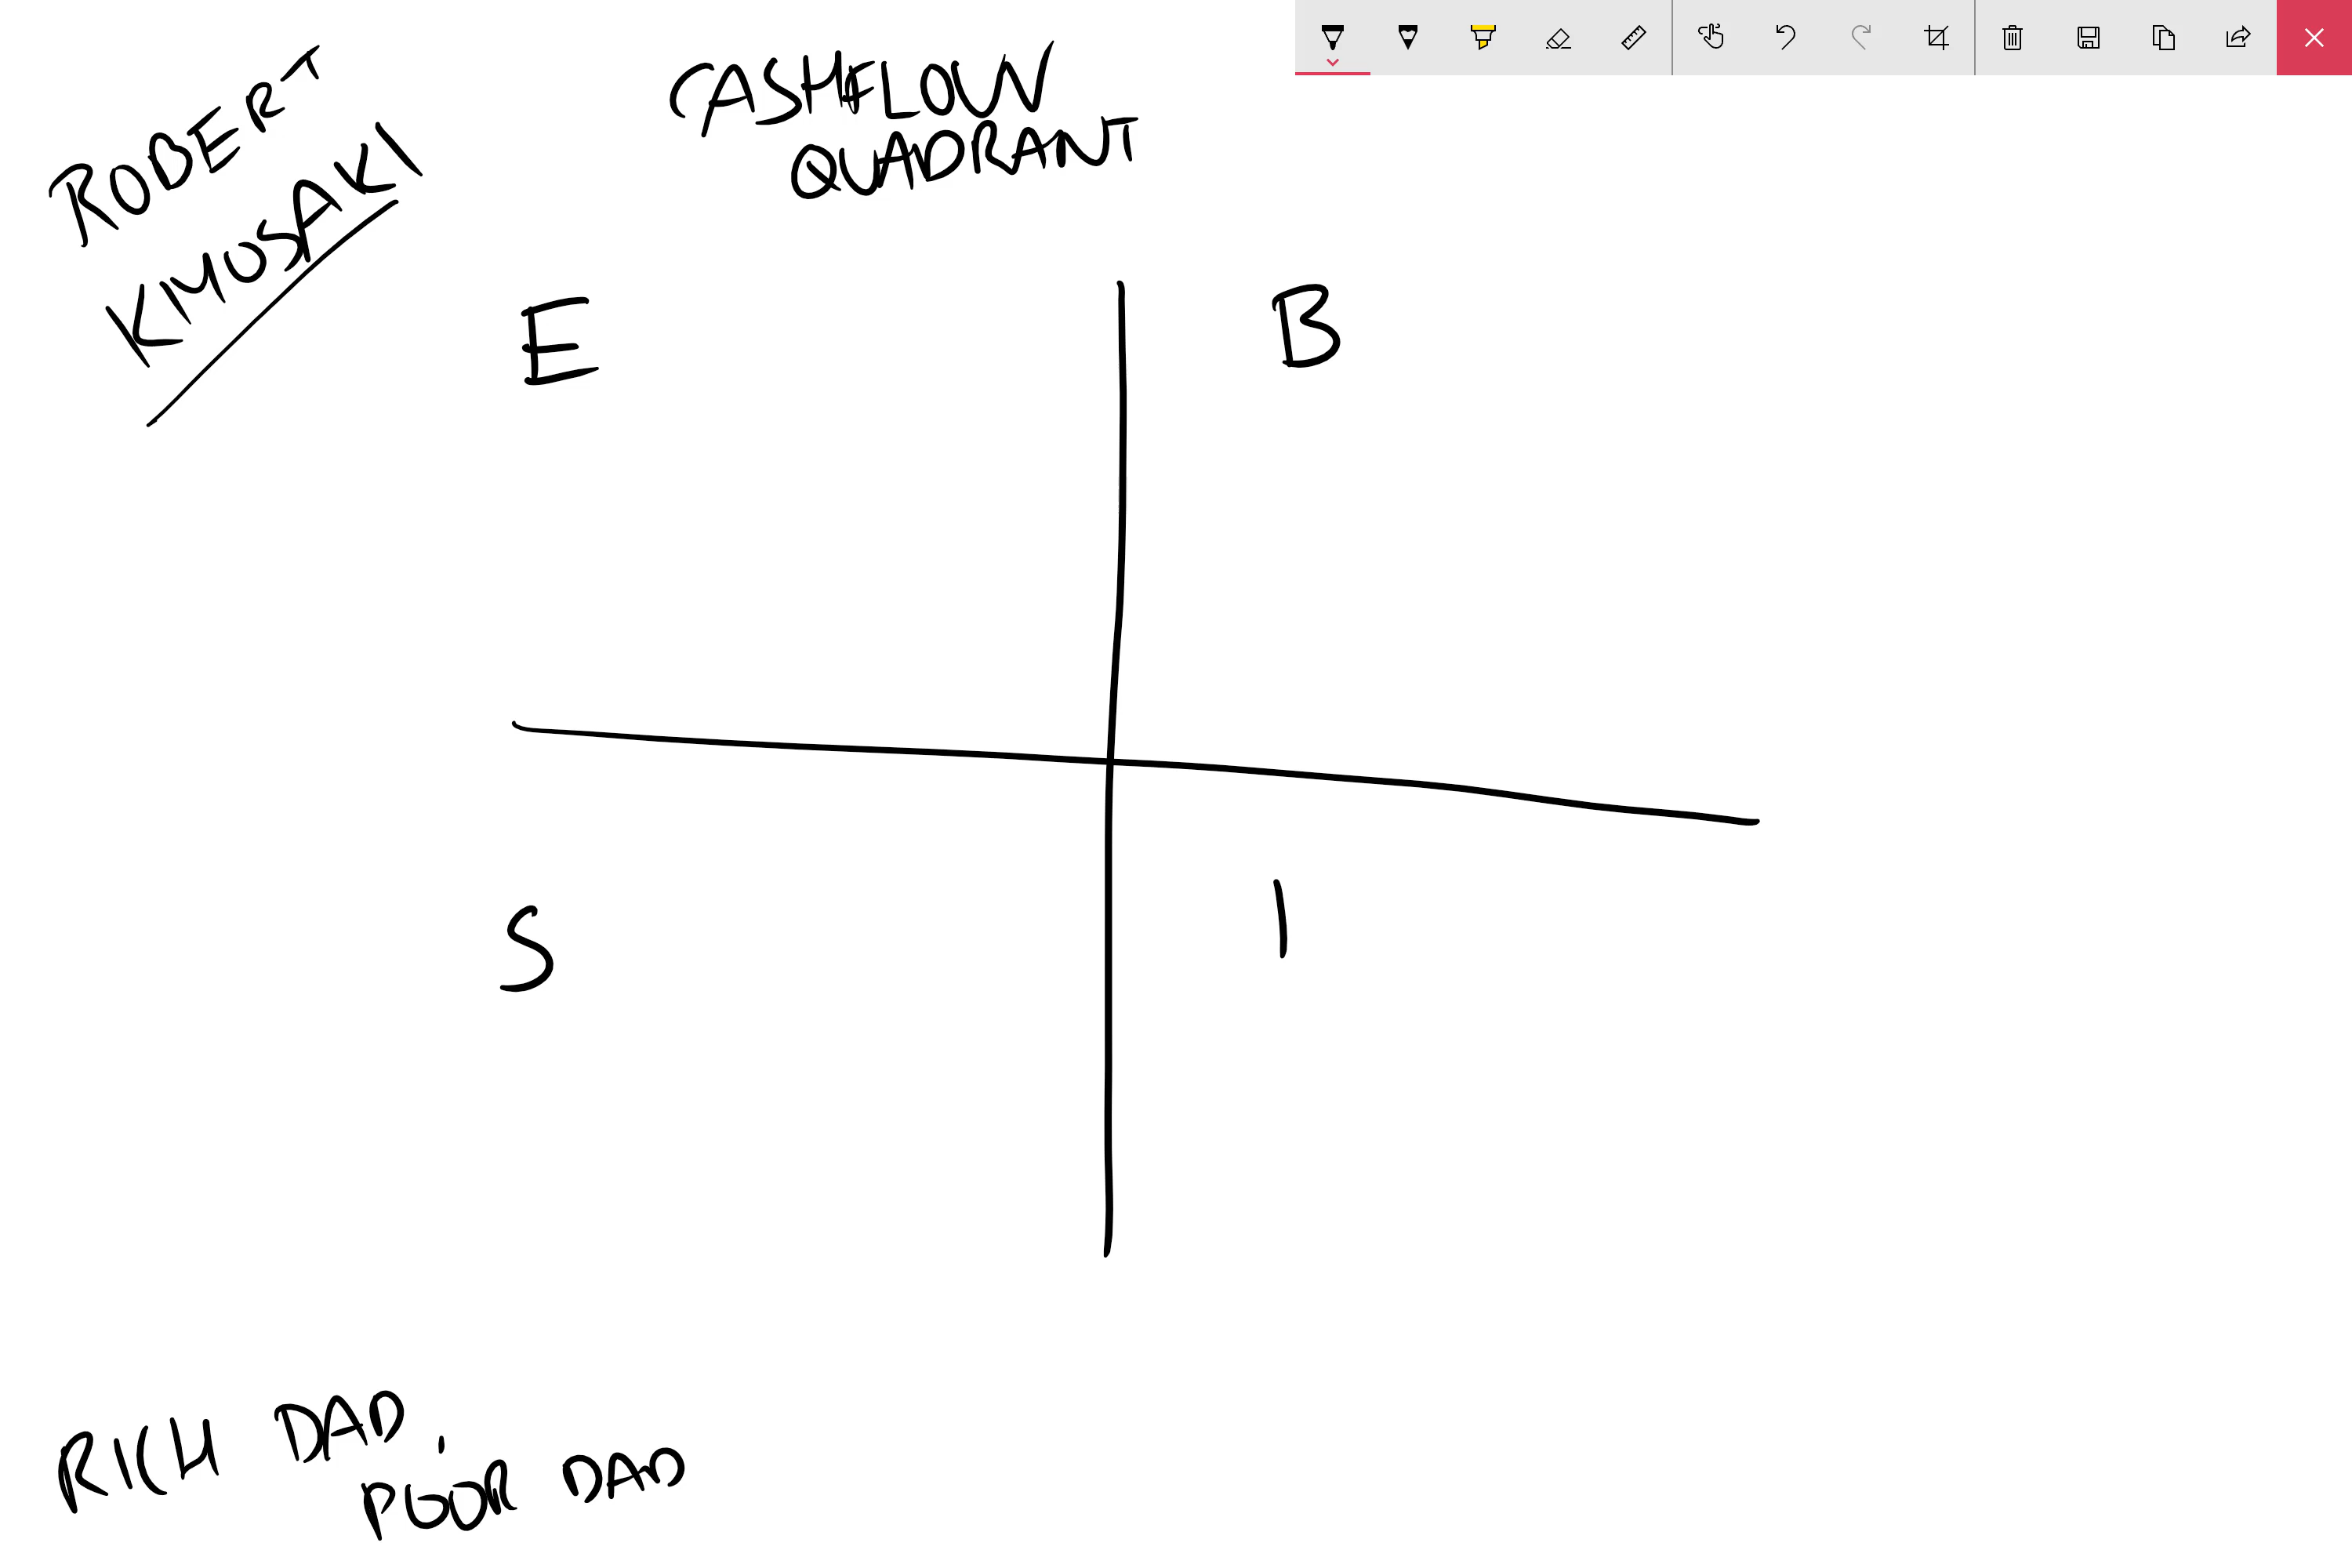 ROBERT
KIYOSAKI
CASHFLOW
QUADRANT
E
B
S
I
RICH DAD,
POOR DAD